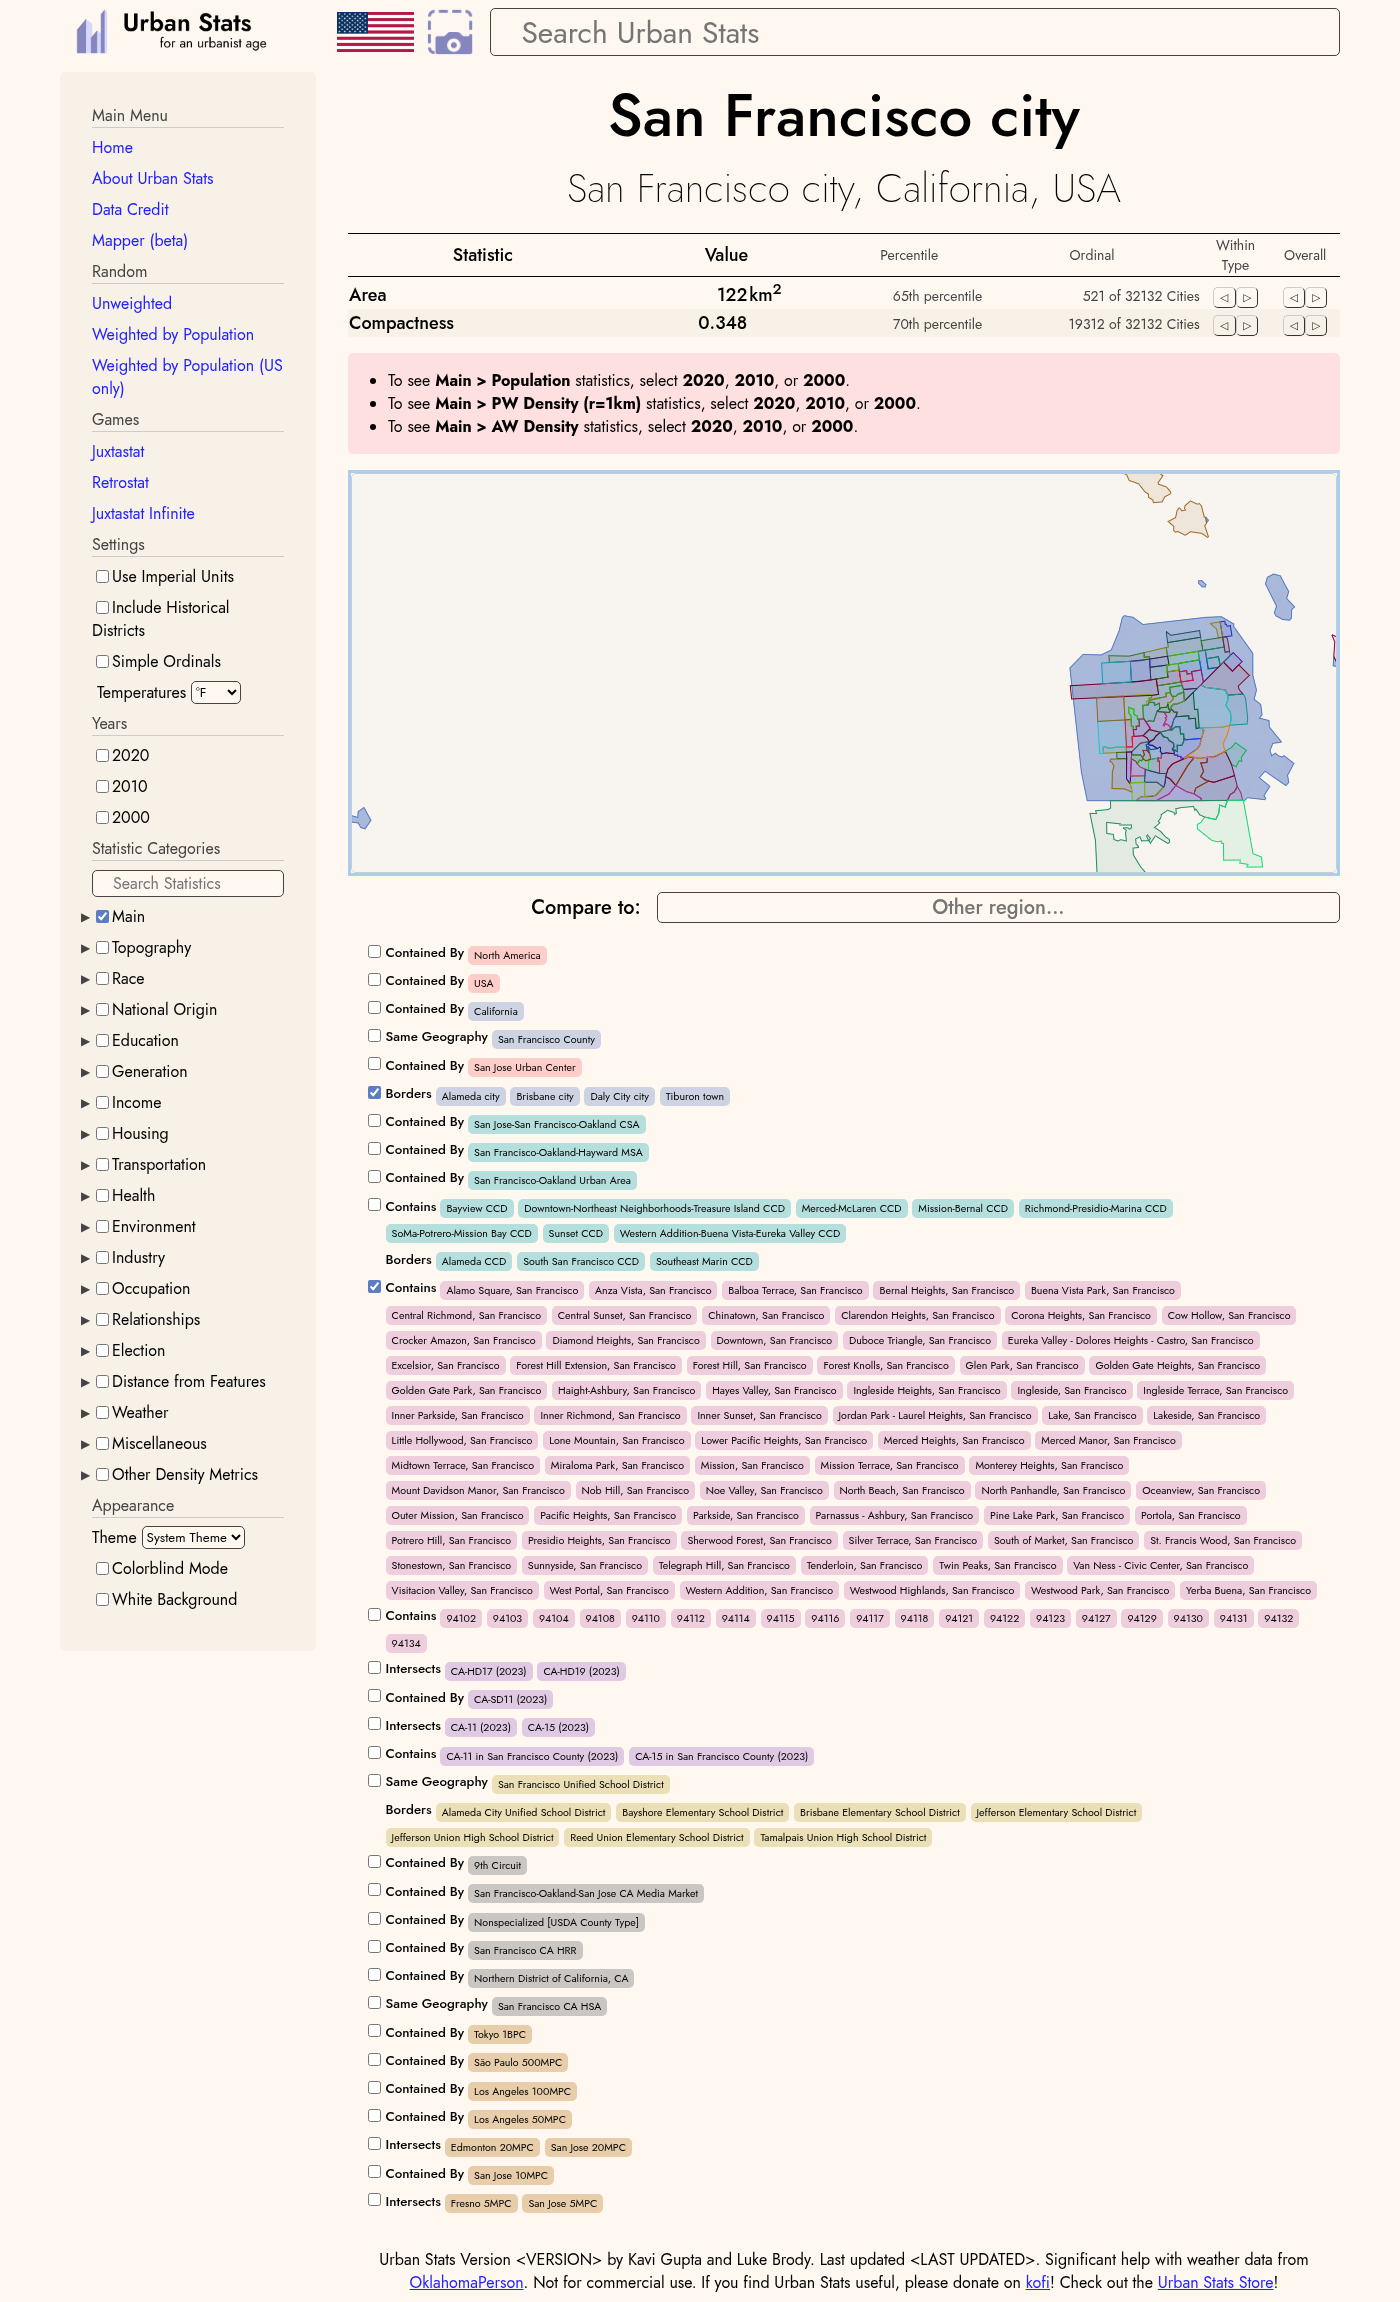 Urban Stats
for an urbanist age
Search Urban Stats
Main Menu
Home
About Urban Stats
Data Credit
Mapper (beta)
Random
Unweighted
Weighted by Population
Weighted by Population (US
only)
Games
Juxtastat
Retrostat
Juxtastat Infinite
Settings
Use Imperial Units
Include Historical
Districts
Simple Ordinals
Temperatures °F
Years
2020
2010
2000
Statistic Categories
Search Statistics
Main
Topography
Race
National Origin
Education
Generation
Income
Housing
Transportation
Health
Environment
Industry
Occupation
Relationships
Election
Distance from Features
Weather
Miscellaneous
Other Density Metrics
Appearance
Theme System Theme
Colorblind Mode
White Background
San Francisco city
San Francisco city, California, USA
Statistic Value Percentile Ordinal Within Type Overall
Area 122 km² 65th percentile 521 of 32132 Cities
Compactness 0.348 70th percentile 19312 of 32132 Cities
To see Main > Population statistics, select 2020, 2010, or 2000.
To see Main > PW Density (r=1km) statistics, select 2020, 2010, or 2000.
To see Main > AW Density statistics, select 2020, 2010, or 2000.
Compare to: Other region...
Contained By North America
Contained By USA
Contained By California
Same Geography San Francisco County
Contained By San Jose Urban Center
Borders Alameda city Brisbane city Daly City city Tiburon town
Contained By San Jose-San Francisco-Oakland CSA
Contained By San Francisco-Oakland-Hayward MSA
Contained By San Francisco-Oakland Urban Area
Contains Bayview CCD Downtown-Northeast Neighborhoods-Treasure Island CCD Merced-McLaren CCD Mission-Bernal CCD Richmond-Presidio-Marina CCD
SoMa-Potrero-Mission Bay CCD Sunset CCD Western Addition-Buena Vista-Eureka Valley CCD
Borders Alameda CCD South San Francisco CCD Southeast Marin CCD
Contains Alamo Square, San Francisco Anza Vista, San Francisco Balboa Terrace, San Francisco Bernal Heights, San Francisco Buena Vista Park, San Francisco
Central Richmond, San Francisco Central Sunset, San Francisco Chinatown, San Francisco Clarendon Heights, San Francisco Corona Heights, San Francisco Cow Hollow, San Francisco
Crocker Amazon, San Francisco Diamond Heights, San Francisco Downtown, San Francisco Duboce Triangle, San Francisco Eureka Valley - Dolores Heights - Castro, San Francisco
Excelsior, San Francisco Forest Hill Extension, San Francisco Forest Hill, San Francisco Forest Knolls, San Francisco Glen Park, San Francisco Golden Gate Heights, San Francisco
Golden Gate Park, San Francisco Haight-Ashbury, San Francisco Hayes Valley, San Francisco Ingleside Heights, San Francisco Ingleside, San Francisco Ingleside Terrace, San Francisco
Inner Parkside, San Francisco Inner Richmond, San Francisco Inner Sunset, San Francisco Jordan Park - Laurel Heights, San Francisco Lake, San Francisco Lakeside, San Francisco
Little Hollywood, San Francisco Lone Mountain, San Francisco Lower Pacific Heights, San Francisco Merced Heights, San Francisco Merced Manor, San Francisco
Midtown Terrace, San Francisco Miraloma Park, San Francisco Mission, San Francisco Mission Terrace, San Francisco Monterey Heights, San Francisco
Mount Davidson Manor, San Francisco Nob Hill, San Francisco Noe Valley, San Francisco North Beach, San Francisco North Panhandle, San Francisco Oceanview, San Francisco
Outer Mission, San Francisco Pacific Heights, San Francisco Parkside, San Francisco Parnassus - Ashbury, San Francisco Pine Lake Park, San Francisco Portola, San Francisco
Potrero Hill, San Francisco Presidio Heights, San Francisco Sherwood Forest, San Francisco Silver Terrace, San Francisco South of Market, San Francisco St. Francis Wood, San Francisco
Stonestown, San Francisco Sunnyside, San Francisco Telegraph Hill, San Francisco Tenderloin, San Francisco Twin Peaks, San Francisco Van Ness - Civic Center, San Francisco
Visitacion Valley, San Francisco West Portal, San Francisco Western Addition, San Francisco Westwood Highlands, San Francisco Westwood Park, San Francisco Yerba Buena, San Francisco
Contains 94102 94103 94104 94108 94110 94112 94114 94115 94116 94117 94118 94121 94122 94123 94127 94129 94130 94131 94132
94134
Intersects CA-HD17 (2023) CA-HD19 (2023)
Contained By CA-SD11 (2023)
Intersects CA-11 (2023) CA-15 (2023)
Contains CA-11 in San Francisco County (2023) CA-15 in San Francisco County (2023)
Same Geography San Francisco Unified School District
Borders Alameda City Unified School District Bayshore Elementary School District Brisbane Elementary School District Jefferson Elementary School District
Jefferson Union High School District Reed Union Elementary School District Tamalpais Union High School District
Contained By 9th Circuit
Contained By San Francisco-Oakland-San Jose CA Media Market
Contained By Nonspecialized [USDA County Type]
Contained By San Francisco CA HRR
Contained By Northern District of California, CA
Same Geography San Francisco CA HSA
Contained By Tokyo 1BPC
Contained By São Paulo 500MPC
Contained By Los Angeles 100MPC
Contained By Los Angeles 50MPC
Intersects Edmonton 20MPC San Jose 20MPC
Contained By San Jose 10MPC
Intersects Fresno 5MPC San Jose 5MPC
Urban Stats Version <VERSION> by Kavi Gupta and Luke Brody. Last updated <LAST UPDATED>. Significant help with weather data from
OklahomaPerson. Not for commercial use. If you find Urban Stats useful, please donate on kofi! Check out the Urban Stats Store!